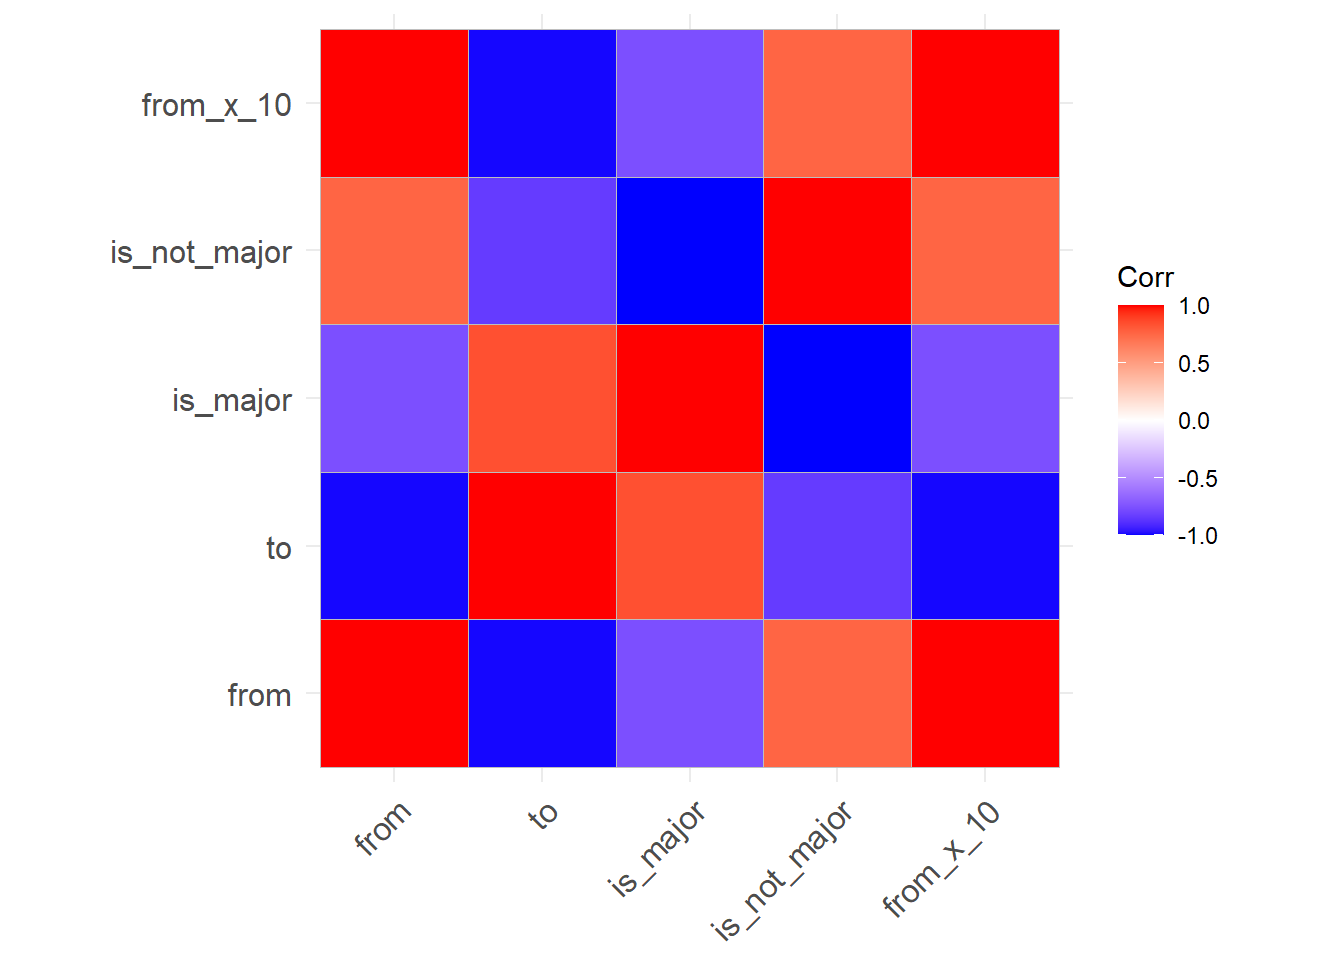 from_x_10
is_not_major
is_major
to
from
from
to
is_major
is_not_major
from_x_10
Corr
1.0
0.5
0.0
-0.5
-1.0